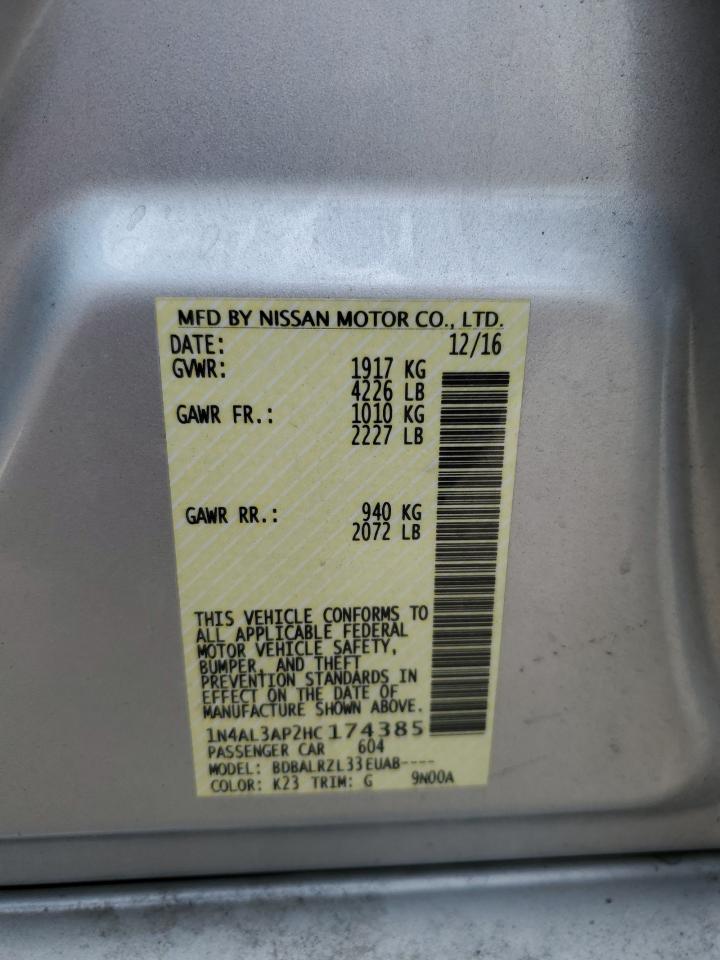 MFD BY NISSAN MOTOR CO., LTD.
DATE: 12/16
GVWR: 1917 KG
4226 LB
GAWR FR.: 1010 KG
2227 LB
GAWR RR.: 940 KG
2072 LB
THIS VEHICLE CONFORMS TO
ALL APPLICABLE FEDERAL
MOTOR VEHICLE SAFETY,
BUMPER, AND THEFT
PREVENTION STANDARDS IN
EFFECT ON THE DATE OF
MANUFACTURE SHOWN ABOVE.
1N4AL3AP2HC174385
PASSENGER CAR 604
MODEL: BDBALRZL33EUAB----
COLOR: K23 TRIM: G 9N00A